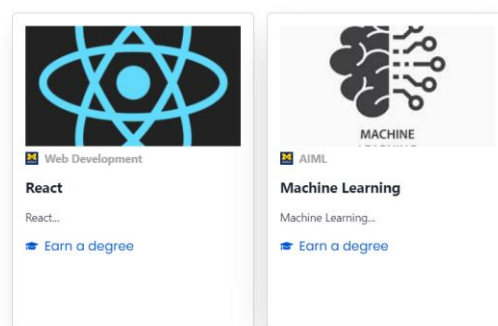 Web Development
React
React...
Earn a degree
MACHINE
AIML
Machine Learning
Machine Learning...
Earn a degree